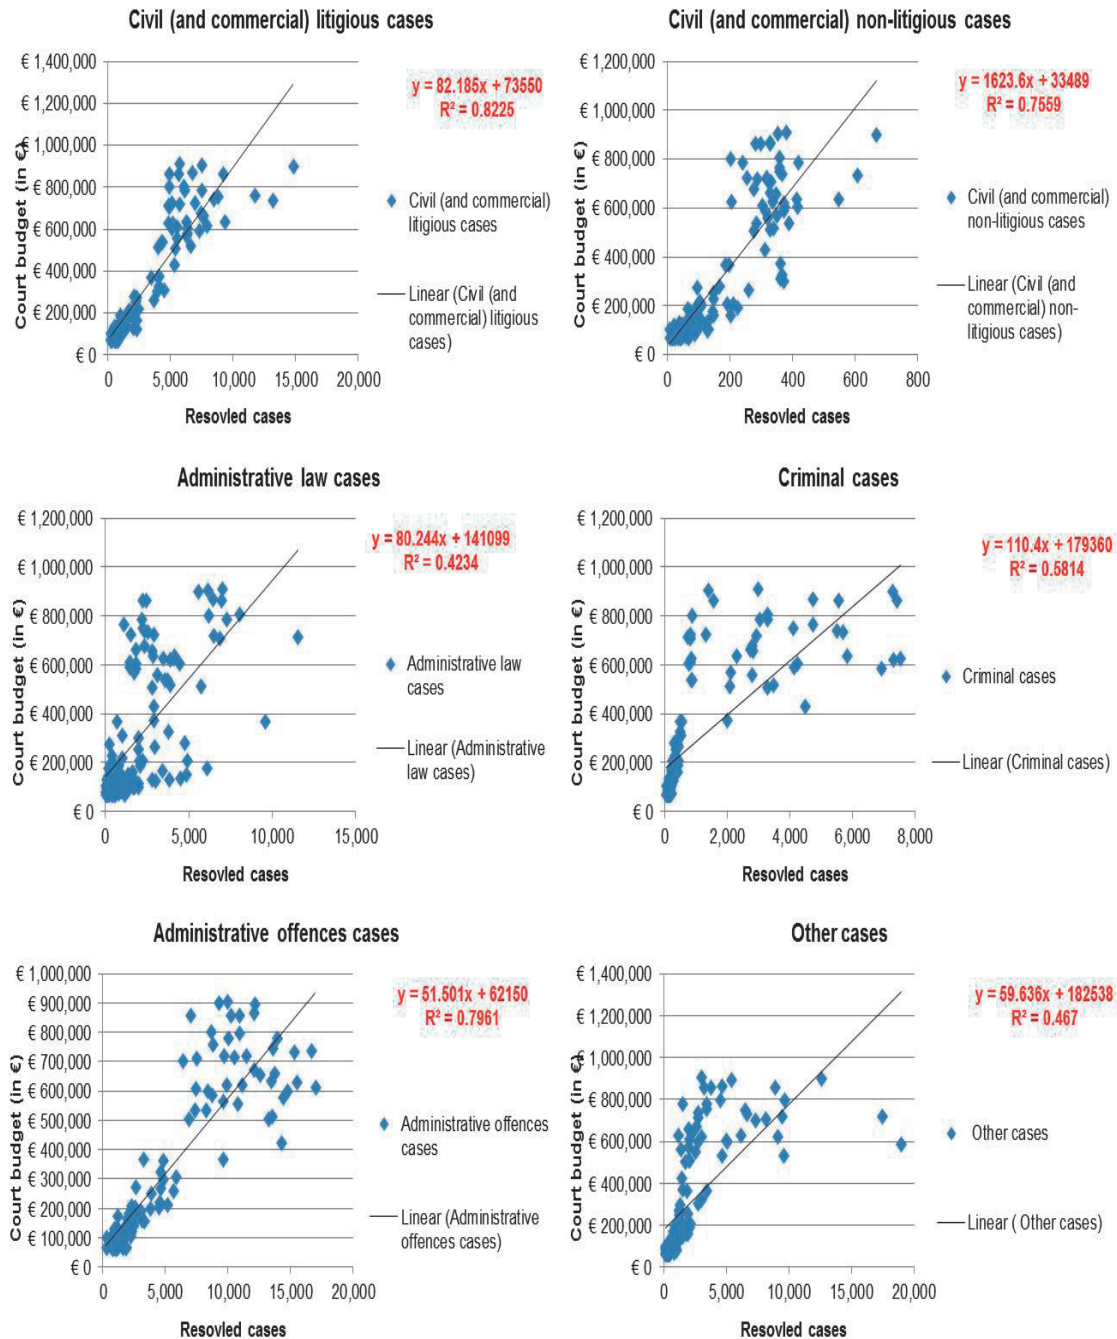 Civil (and commercial) litigious cases
€ 1,400,000
€ 1,200,000
€ 1,000,000
€ 800,000
€ 600,000
€ 400,000
€ 200,000
€ 0
Court budget (in €)
0 5,000 10,000 15,000 20,000
Resovled cases
y = 82.185x + 73550
R² = 0.8225
Civil (and commercial)
litigious cases
Linear (Civil (and
commercial) litigious
cases)
Civil (and commercial) non-litigious cases
€ 1,200,000
€ 1,000,000
€ 800,000
€ 600,000
€ 400,000
€ 200,000
€ 0
Court budget (in €)
0 200 400 600 800
Resovled cases
y = 1623.6x + 33489
R² = 0.7559
Civil (and commercial)
non-litigious cases
Linear (Civil (and
commercial) non-
litigious cases)
Administrative law cases
€ 1,200,000
€ 1,000,000
€ 800,000
€ 600,000
€ 400,000
€ 200,000
€ 0
Court budget (in €)
0 5,000 10,000 15,000
Resovled cases
y = 80.244x + 141099
R² = 0.4234
Administrative law
cases
Linear (Administrative
law cases)
Criminal cases
€ 1,200,000
€ 1,000,000
€ 800,000
€ 600,000
€ 400,000
€ 200,000
€ 0
Court budget (in €)
0 2,000 4,000 6,000 8,000
Resovled cases
y = 110.4x + 179360
R² = 0.5814
Criminal cases
Linear (Criminal cases)
Administrative offences cases
€ 1,000,000
€ 900,000
€ 800,000
€ 700,000
€ 600,000
€ 500,000
€ 400,000
€ 300,000
€ 200,000
€ 100,000
€ 0
Court budget (in €)
0 5,000 10,000 15,000 20,000
Resovled cases
y = 51.501x + 62150
R² = 0.7961
Administrative offences
cases
Linear (Administrative
offences cases)
Other cases
€ 1,400,000
€ 1,200,000
€ 1,000,000
€ 800,000
€ 600,000
€ 400,000
€ 200,000
€ 0
Court budget (in €)
0 5,000 10,000 15,000 20,000
Resovled cases
y = 59.636x + 182538
R² = 0.467
Other cases
Linear ( Other cases)